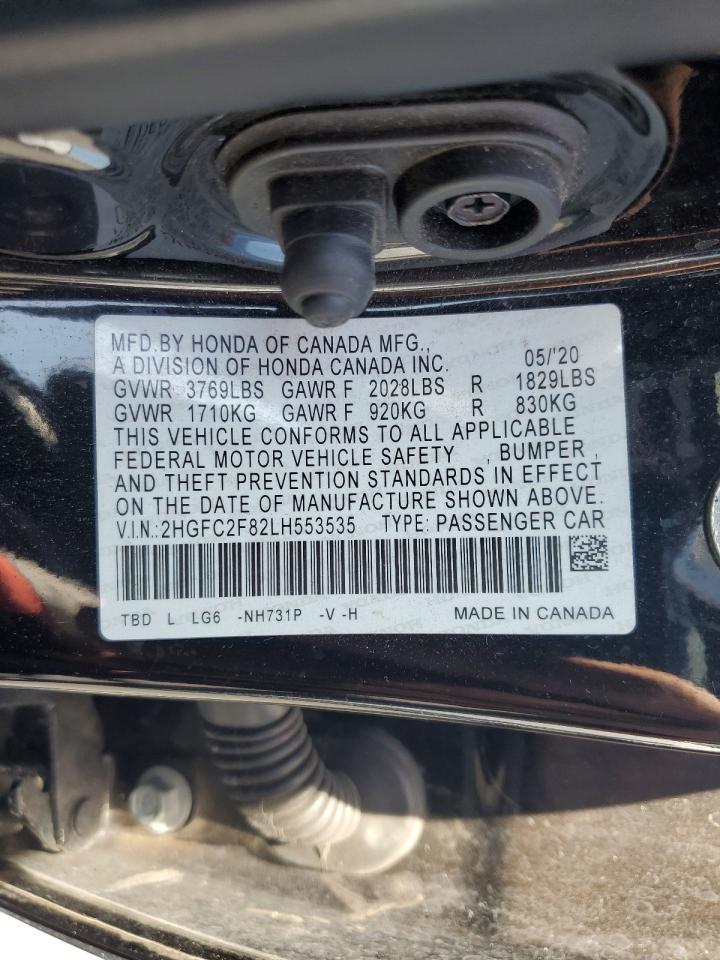 MFD.BY HONDA OF CANADA MFG.,
A DIVISION OF HONDA CANADA INC. 05/'20
GVWR 3769LBS GAWR F 2028LBS R 1829LBS
GVWR 1710KG GAWR F 920KG R 830KG
THIS VEHICLE CONFORMS TO ALL APPLICABLE
FEDERAL MOTOR VEHICLE SAFETY , BUMPER ,
AND THEFT PREVENTION STANDARDS IN EFFECT
ON THE DATE OF MANUFACTURE SHOWN ABOVE.
V.I.N.:2HGFC2F82LH553535 TYPE: PASSENGER CAR
TBD L LG6 -NH731P -V -H MADE IN CANADA